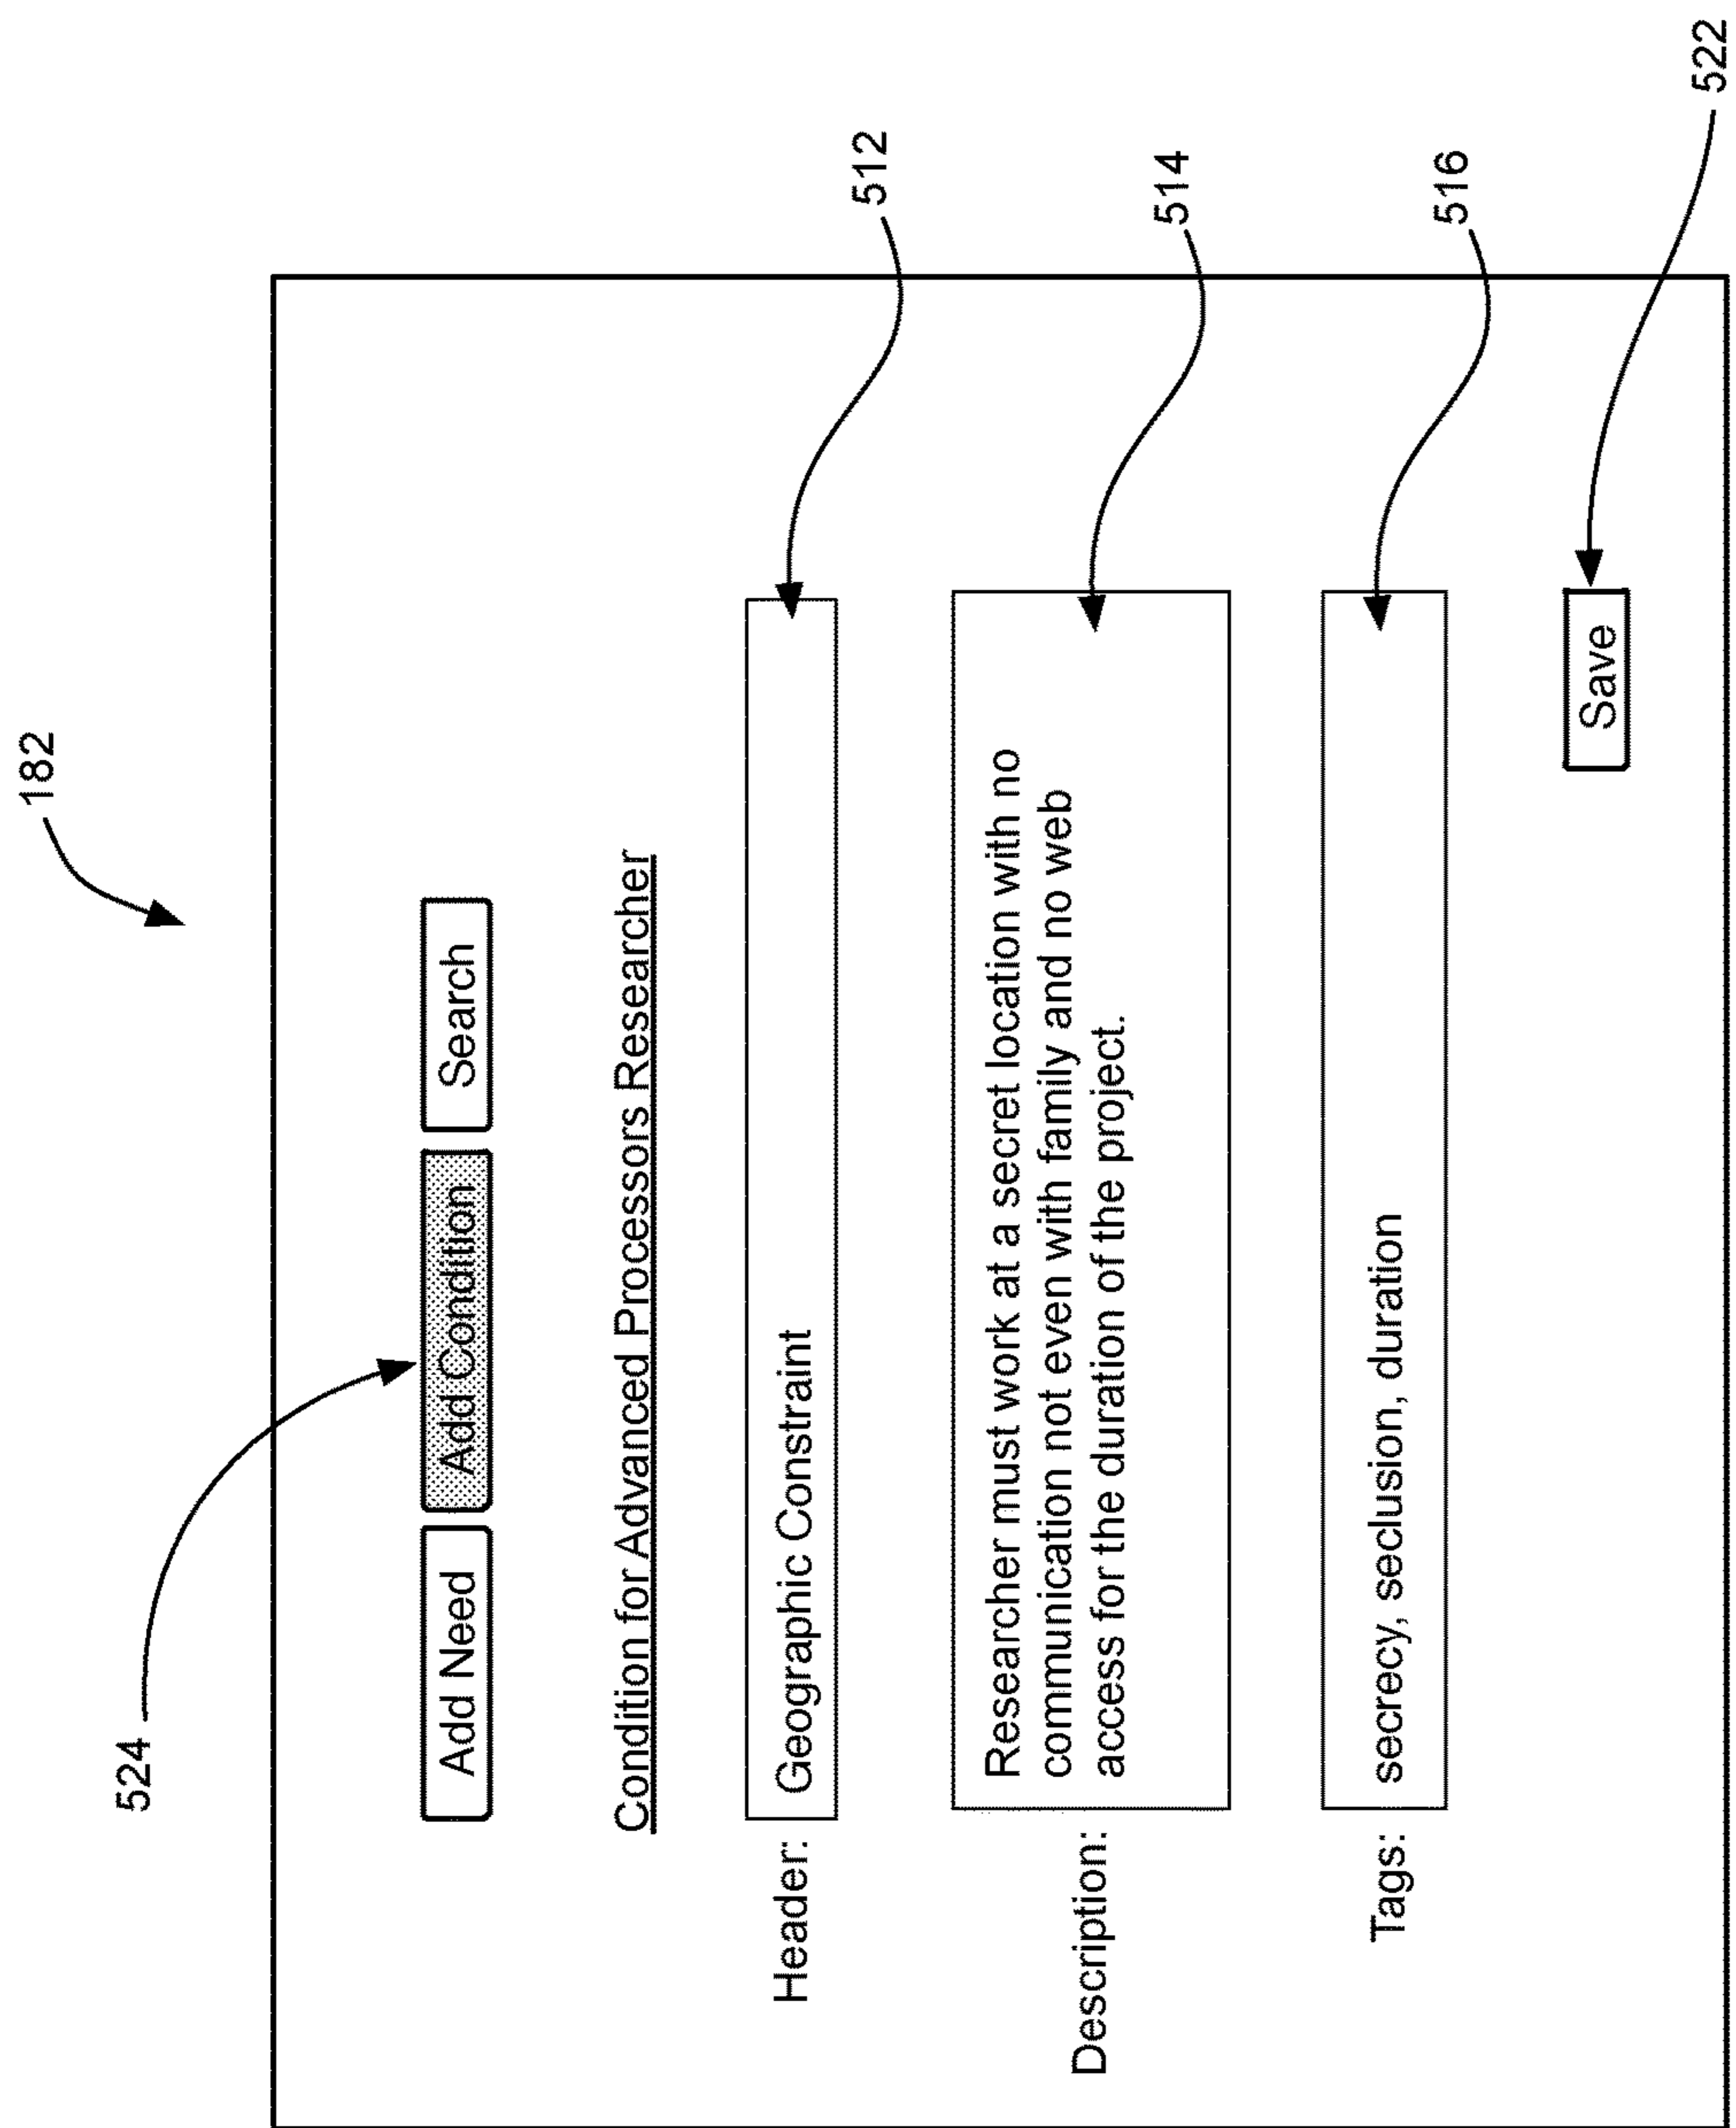 182
524
Add Need Add Condition Search
Condition for Advanced Processors Researcher
Header: Geographic Constraint
512
Description: Researcher must work at a secret location with no
communication not even with family and no web
access for the duration of the project.
514
Tags: secrecy, seclusion, duration
516
Save
522